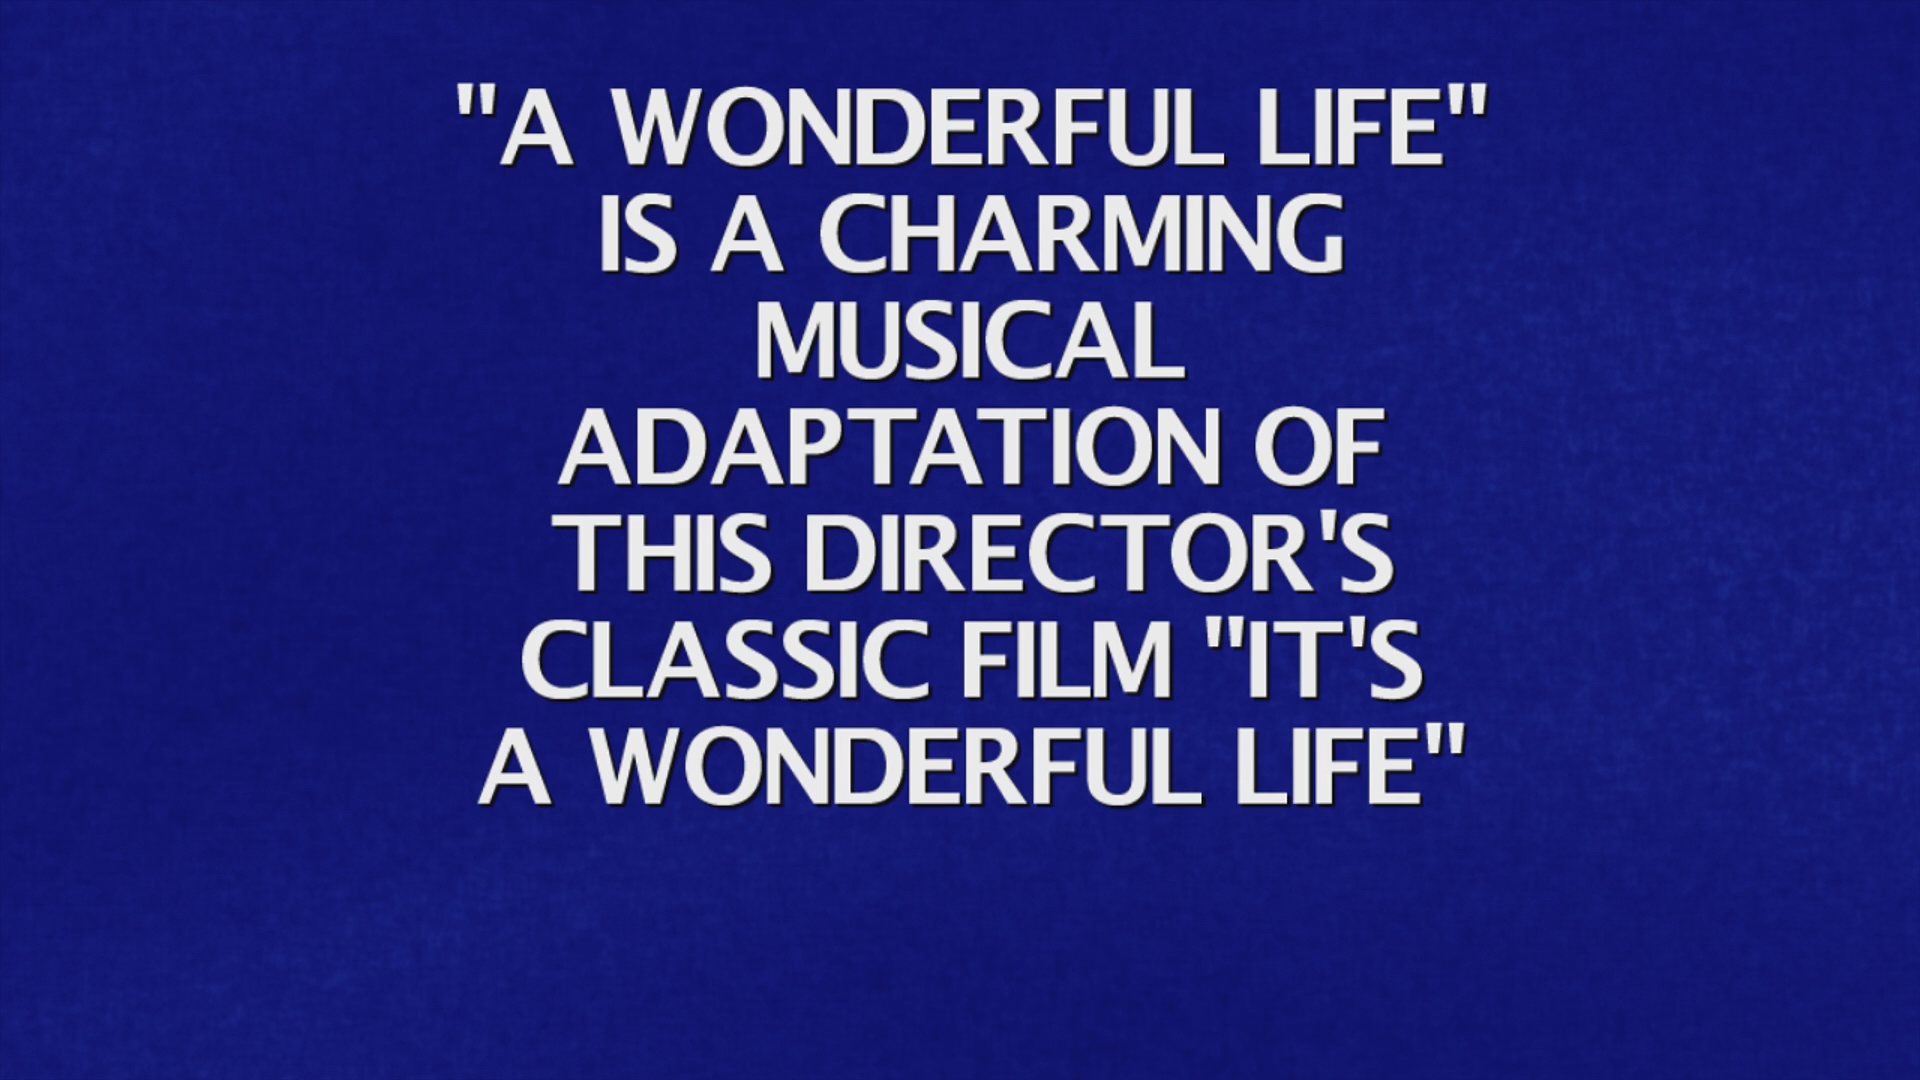 "A WONDERFUL LIFE"
IS A CHARMING
MUSICAL
ADAPTATION OF
THIS DIRECTOR'S
CLASSIC FILM "IT'S
A WONDERFUL LIFE"